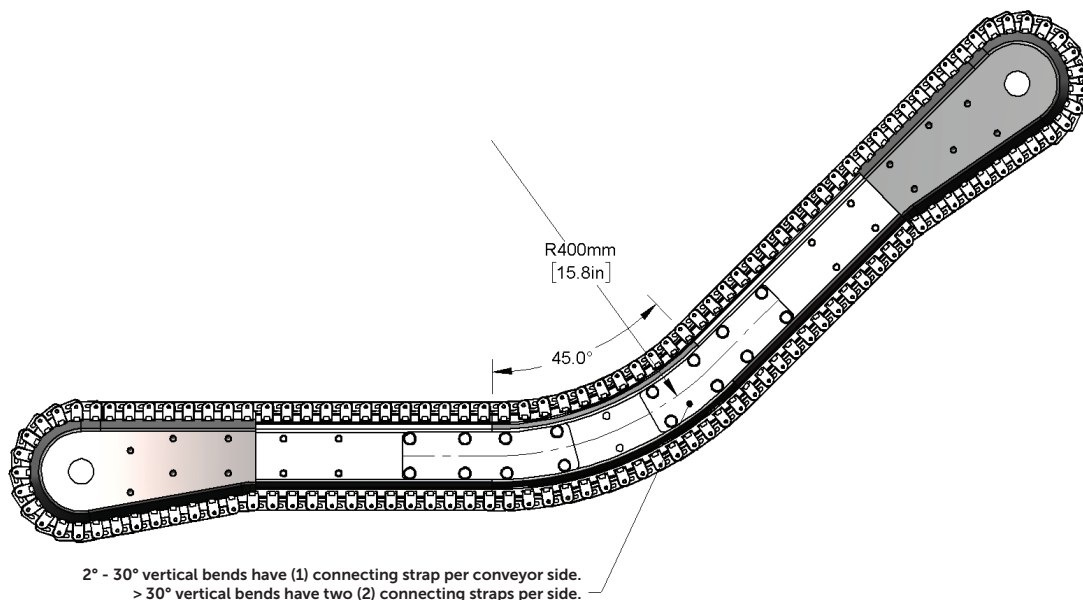 R400mm
[15.8in]
45.0°
2° - 30° vertical bends have (1) connecting strap per conveyor side.
> 30° vertical bends have two (2) connecting straps per side.